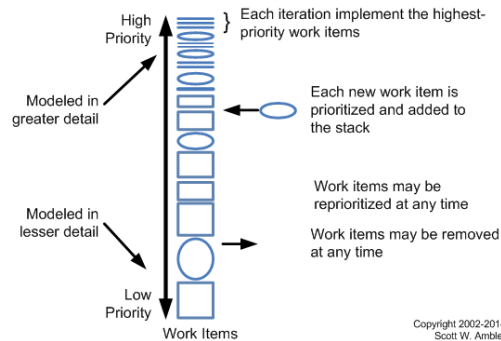 High
Priority
Each iteration implement the highest-
priority work items
Modeled in
greater detail
Each new work item is
prioritized and added to
the stack
Work items may be
reprioritized at any time
Modeled in
lesser detail
Work items may be removed
at any time
Low
Priority
Work Items
Copyright 2002-201
Scott W. Amble